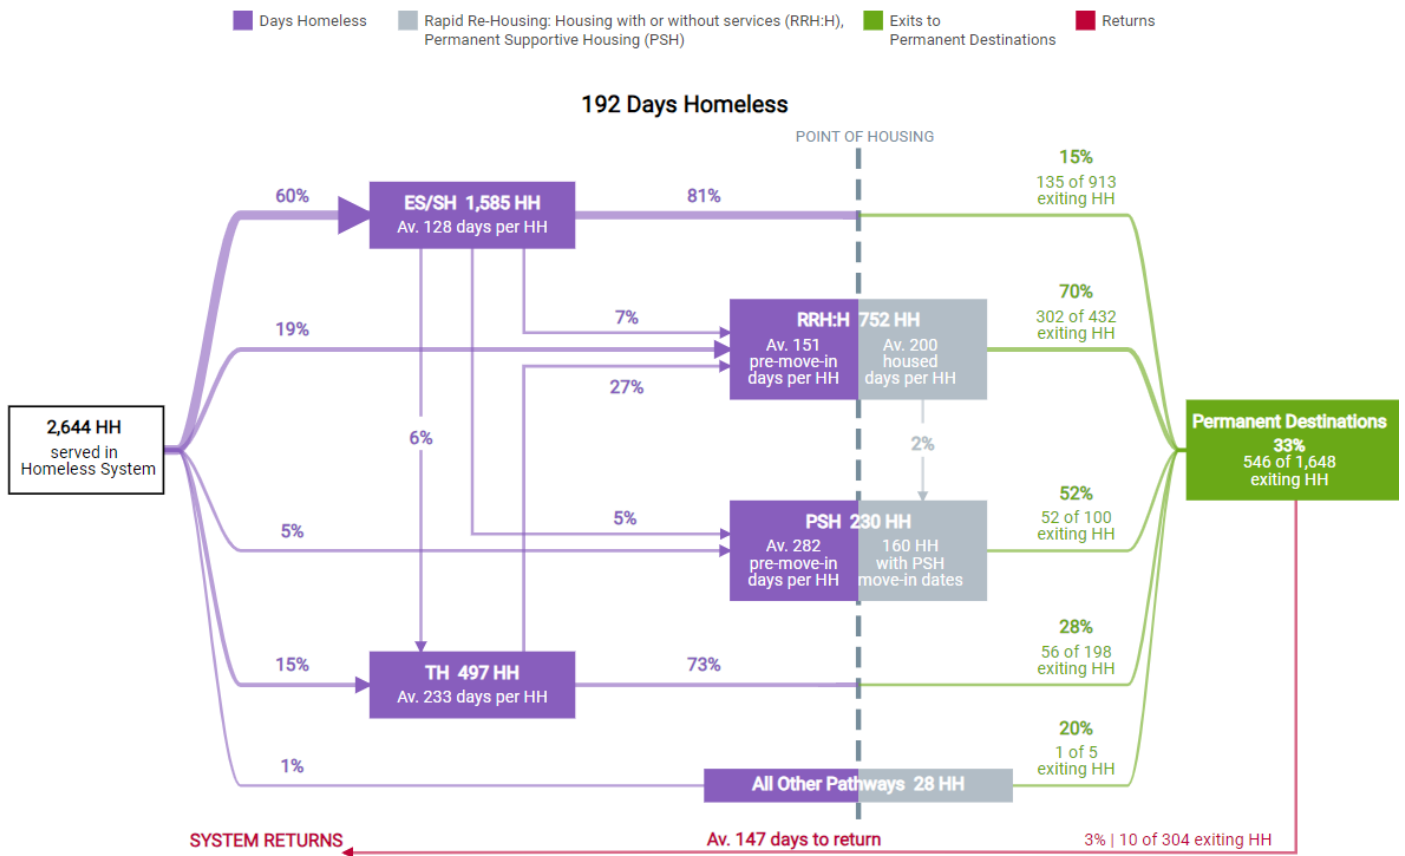 Days Homeless
Rapid Re-Housing: Housing with or without services (RRH:H),
Permanent Supportive Housing (PSH)
Exits to
Permanent Destinations
Returns
192 Days Homeless
POINT OF HOUSING
60%
ES/SH 1,585 HH
Av. 128 days per HH
81%
15%
135 of 913
exiting HH
19%
7%
RRH:H 752 HH
Av. 151
pre-move-in
days per HH
Av. 200
housed
days per HH
70%
302 of 432
exiting HH
27%
2,644 HH
served in
Homeless System
6%
2%
Permanent Destinations
33%
546 of 1,648
exiting HH
5%
5%
PSH 230 HH
Av. 282
pre-move-in
days per HH
160 HH
with PSH
move-in dates
52%
52 of 100
exiting HH
15%
TH 497 HH
Av. 233 days per HH
73%
28%
56 of 198
exiting HH
1%
All Other Pathways 28 HH
20%
1 of 5
exiting HH
SYSTEM RETURNS
Av. 147 days to return
3% | 10 of 304 exiting HH